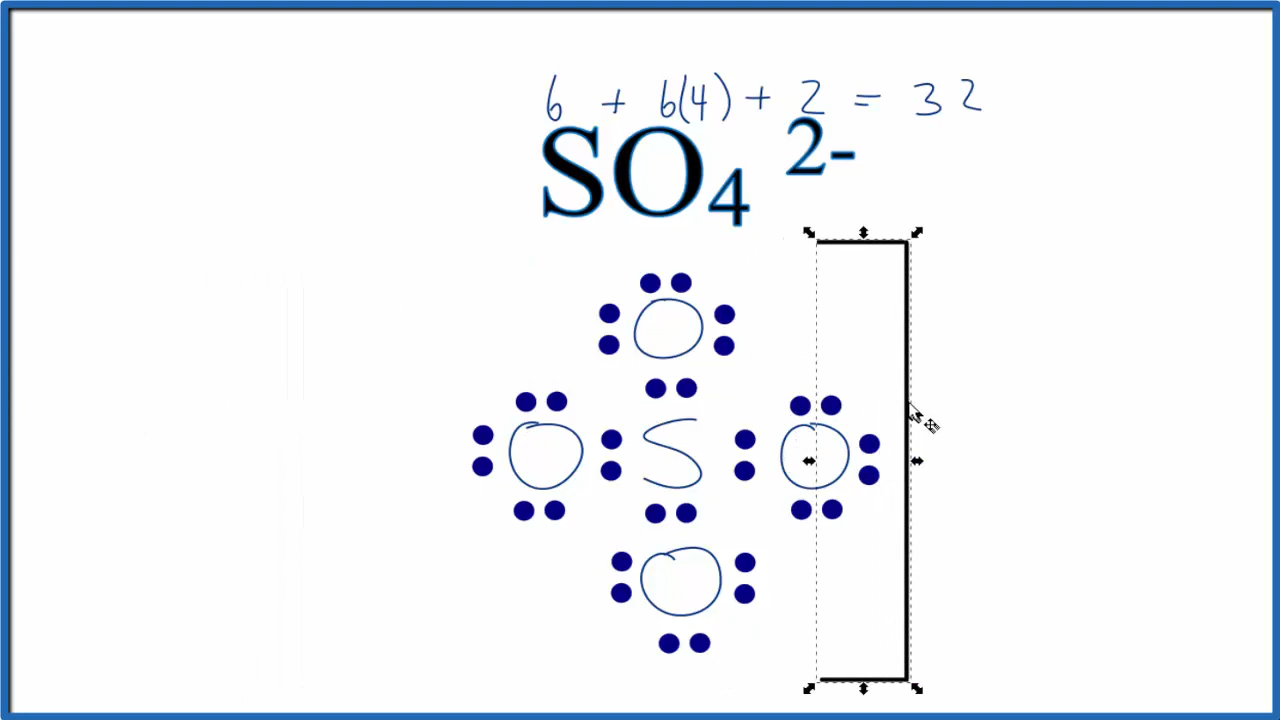 6 + 6(4) + 2 = 32
SO₄ ²⁻
O
O S O
O